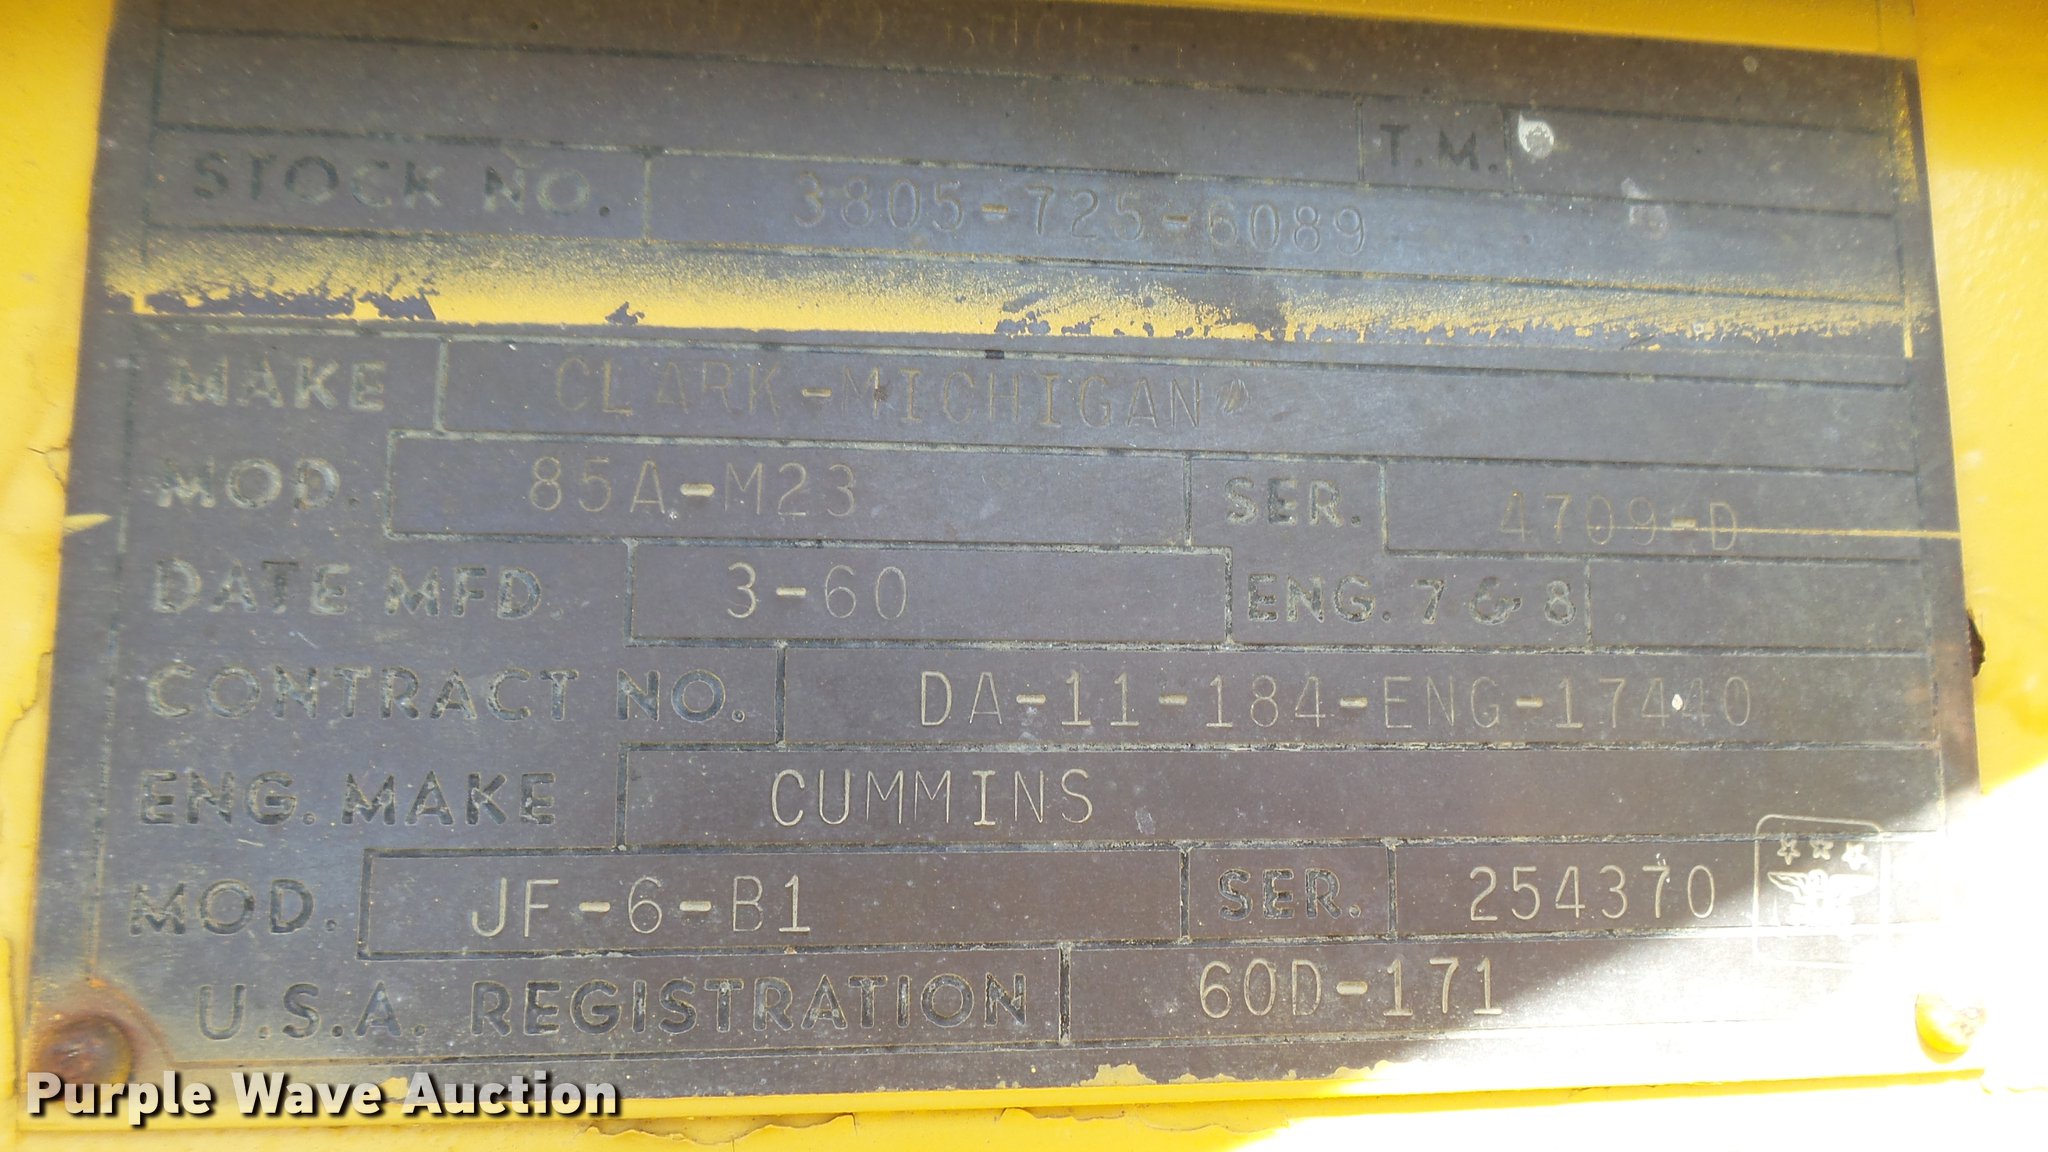 T.M.
STOCK NO. 3805-725-6089
MAKE CLARK-MICHIGAN
MOD. 85A-M23 SER. 4709-D
DATE MFD. 3-60 ENG. 7 & 8
CONTRACT NO. DA-11-184-ENG-17440
ENG. MAKE CUMMINS
MOD. JF-6-B1 SER. 254370
U.S.A. REGISTRATION 60D-171
Purple Wave Auction